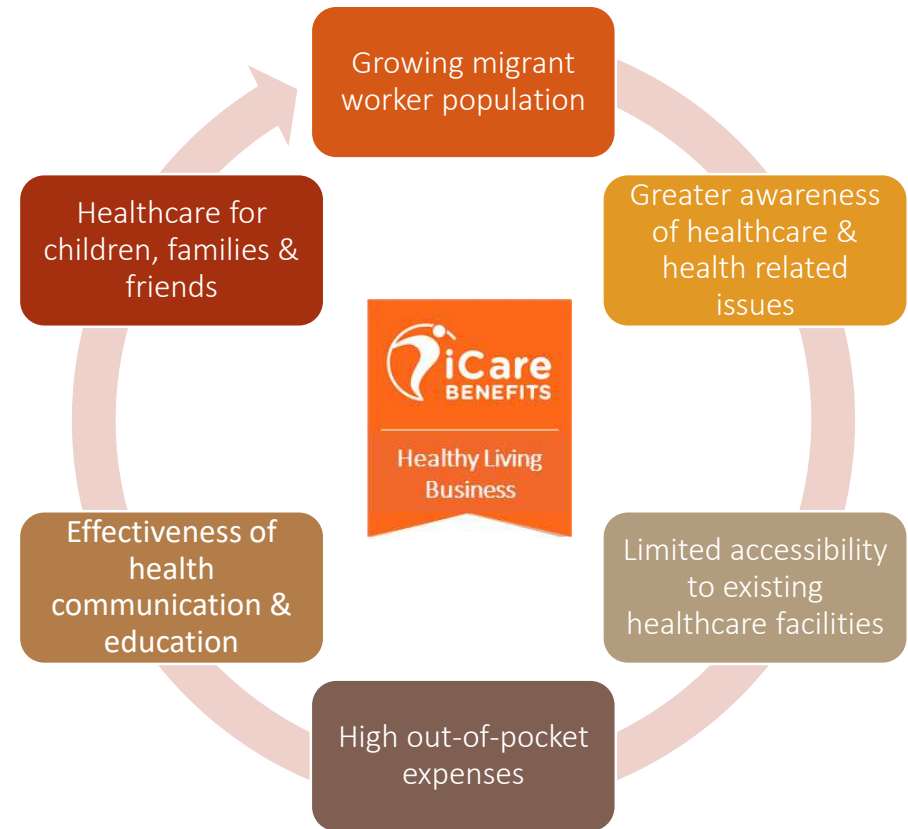 Growing migrant
worker population
Greater awareness
of healthcare &
health related
issues
Limited accessibility
to existing
healthcare facilities
High out-of-pocket
expenses
Effectiveness of
health
communication &
education
Healthcare for
children, families &
friends
iCare
BENEFITS
Healthy Living
Business